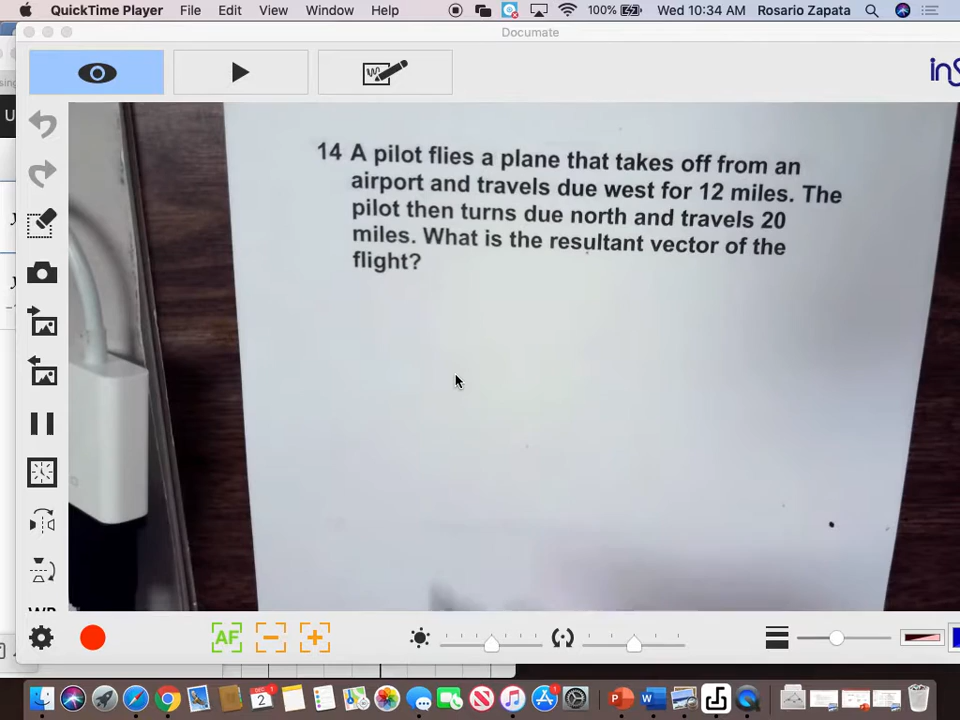 QuickTime Player File Edit View Window Help 100% Wed 10:34 AM Rosario Zapata
Documate
14 A pilot flies a plane that takes off from an
airport and travels due west for 12 miles. The
pilot then turns due north and travels 20
miles. What is the resultant vector of the
flight?
AF